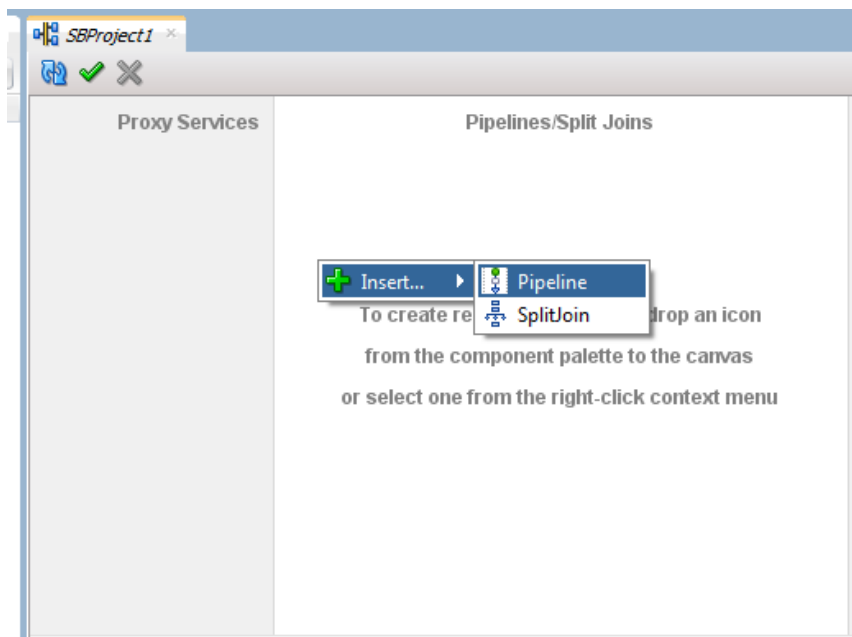 SBProject1
Proxy Services
Pipelines/Split Joins
Insert...
Pipeline
SplitJoin
To create re drop an icon
from the component palette to the canvas
or select one from the right-click context menu